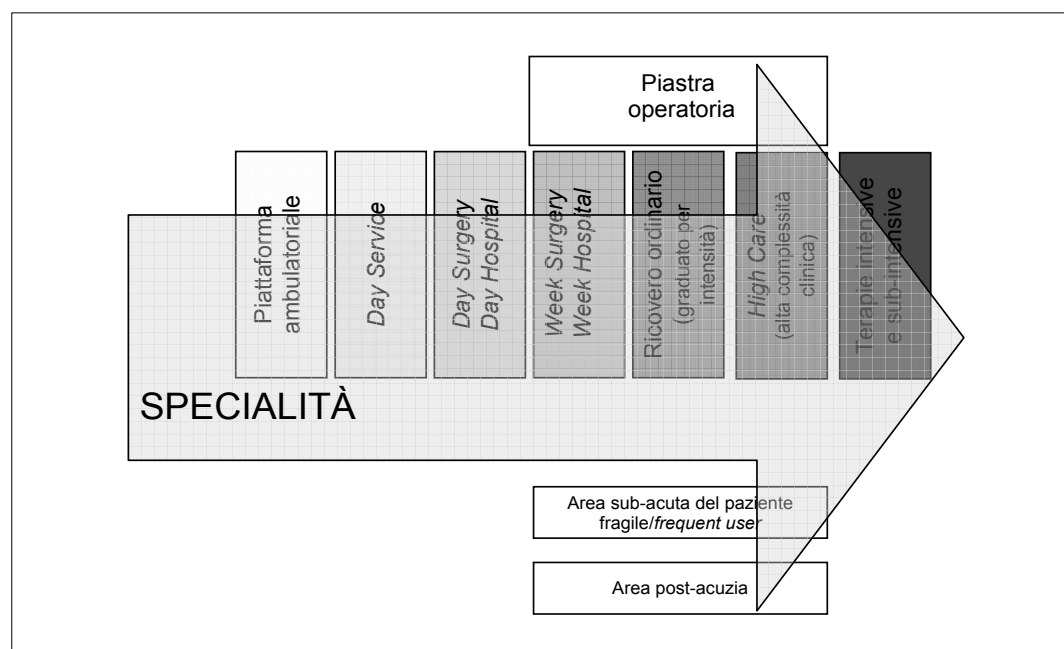 Piastra
operatoria
Piattaforma
ambulatoriale
Day Service
Day Surgery
Day Hospital
Week Surgery
Week Hospital
Ricovero ordinario
(graduato per
intensità)
High Care
(alta complessità
clinica)
Terapie intensive
e sub-intensive
SPECIALITÀ
Area sub-acuta del paziente
fragile/frequent user
Area post-acuzia